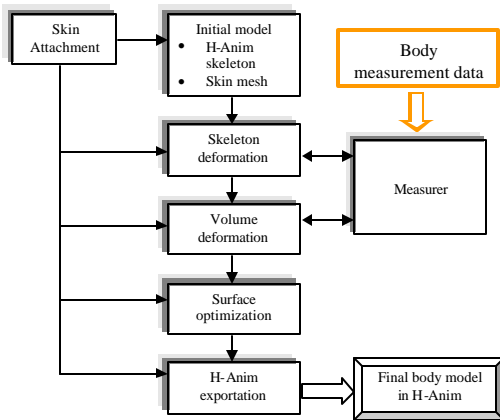 Skin
Attachment
Initial model
• H-Anim
skeleton
• Skin mesh
Body
measurement data
Skeleton
deformation
Measurer
Volume
deformation
Surface
optimization
H-Anim
exportation
Final body model
in H-Anim